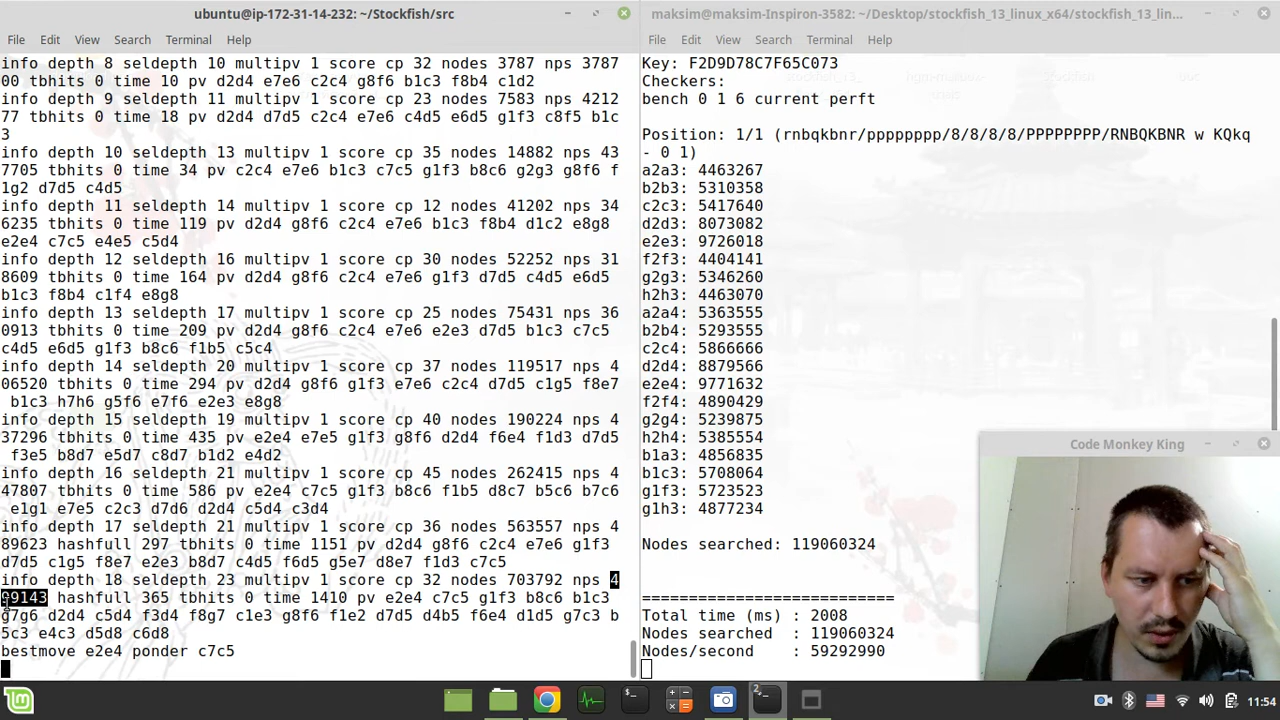 ubuntu@ip-172-31-14-232: ~/Stockfish/src
File Edit View Search Terminal Help
info depth 8 seldepth 10 multipv 1 score cp 32 nodes 3787 nps 3787
00 tbhits 0 time 10 pv d2d4 e7e6 c2c4 g8f6 b1c3 f8b4 c1d2
info depth 9 seldepth 11 multipv 1 score cp 23 nodes 7583 nps 4212
77 tbhits 0 time 18 pv d2d4 d7d5 c2c4 e7e6 c4d5 e6d5 g1f3 c8f5 b1c
3
info depth 10 seldepth 13 multipv 1 score cp 35 nodes 14882 nps 43
7705 tbhits 0 time 34 pv c2c4 e7e6 b1c3 c7c5 g1f3 b8c6 g2g3 g8f6 f
1g2 d7d5 c4d5
info depth 11 seldepth 14 multipv 1 score cp 12 nodes 41202 nps 34
6235 tbhits 0 time 119 pv d2d4 g8f6 c2c4 e7e6 b1c3 f8b4 d1c2 e8g8
e2e4 c7c5 e4e5 c5d4
info depth 12 seldepth 16 multipv 1 score cp 30 nodes 52252 nps 31
8609 tbhits 0 time 164 pv d2d4 g8f6 c2c4 e7e6 g1f3 d7d5 c4d5 e6d5
b1c3 f8b4 c1f4 e8g8
info depth 13 seldepth 17 multipv 1 score cp 25 nodes 75431 nps 36
0913 tbhits 0 time 209 pv d2d4 g8f6 c2c4 e7e6 e2e3 d7d5 b1c3 c7c5
c4d5 e6d5 g1f3 b8c6 f1b5 c5c4
info depth 14 seldepth 20 multipv 1 score cp 37 nodes 119517 nps 4
06520 tbhits 0 time 294 pv d2d4 g8f6 g1f3 e7e6 c2c4 d7d5 c1g5 f8e7
b1c3 h7h6 g5f6 e7f6 e2e3 e8g8
info depth 15 seldepth 19 multipv 1 score cp 40 nodes 190224 nps 4
37296 tbhits 0 time 435 pv e2e4 e7e5 g1f3 g8f6 d2d4 f6e4 f1d3 d7d5
f3e5 b8d7 e5d7 c8d7 b1d2 e4d2
info depth 16 seldepth 21 multipv 1 score cp 45 nodes 262415 nps 4
47807 tbhits 0 time 586 pv e2e4 c7c5 g1f3 b8c6 f1b5 d8c7 b5c6 b7c6
e1g1 e7e5 c2c3 d7d6 d2d4 c5d4 c3d4
info depth 17 seldepth 21 multipv 1 score cp 36 nodes 563557 nps 4
89623 hashfull 297 tbhits 0 time 1151 pv d2d4 g8f6 c2c4 e7e6 g1f3
d7d5 c1g5 f8e7 e2e3 b8d7 c4d5 f6d5 g5e7 d8e7 f1d3 c7c5
info depth 18 seldepth 23 multipv 1 score cp 32 nodes 703792 nps 4
99143 hashfull 365 tbhits 0 time 1410 pv e2e4 c7c5 g1f3 b8c6 b1c3
g7g6 d2d4 c5d4 f3d4 f8g7 c1e3 g8f6 f1e2 d7d5 d4b5 f6e4 d1d5 g7c3 b
5c3 e4c3 d5d8 c6d8
bestmove e2e4 ponder c7c5
maksim@maksim-Inspiron-3582: ~/Desktop/stockfish_13_linux_x64/stockfish_13_lin...
File Edit View Search Terminal Help
Key: F2D9D78C7F65C073
Checkers:
bench 0 1 6 current perft
Position: 1/1 (rnbqkbnr/pppppppp/8/8/8/8/PPPPPPPP/RNBQKBNR w KQkq
- 0 1)
a2a3: 4463267
b2b3: 5310358
c2c3: 5417640
d2d3: 8073082
e2e3: 9726018
f2f3: 4404141
g2g3: 5346260
h2h3: 4463070
a2a4: 5363555
b2b4: 5293555
c2c4: 5866666
d2d4: 8879566
e2e4: 9771632
f2f4: 4890429
g2g4: 5239875
h2h4: 5385554
b1a3: 4856835
b1c3: 5708064
g1f3: 5723523
g1h3: 4877234
Nodes searched: 119060324
===========================
Total time (ms) : 2008
Nodes searched : 119060324
Nodes/second : 59292990
Code Monkey King
11:54